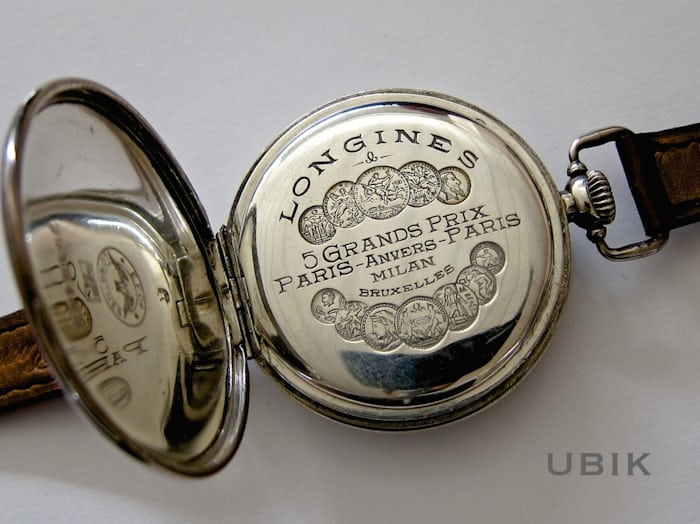 LONGINES
5 GRANDS PRIX
PARIS-ANVERS-PARIS
MILAN
BRUXELLES
UBIK